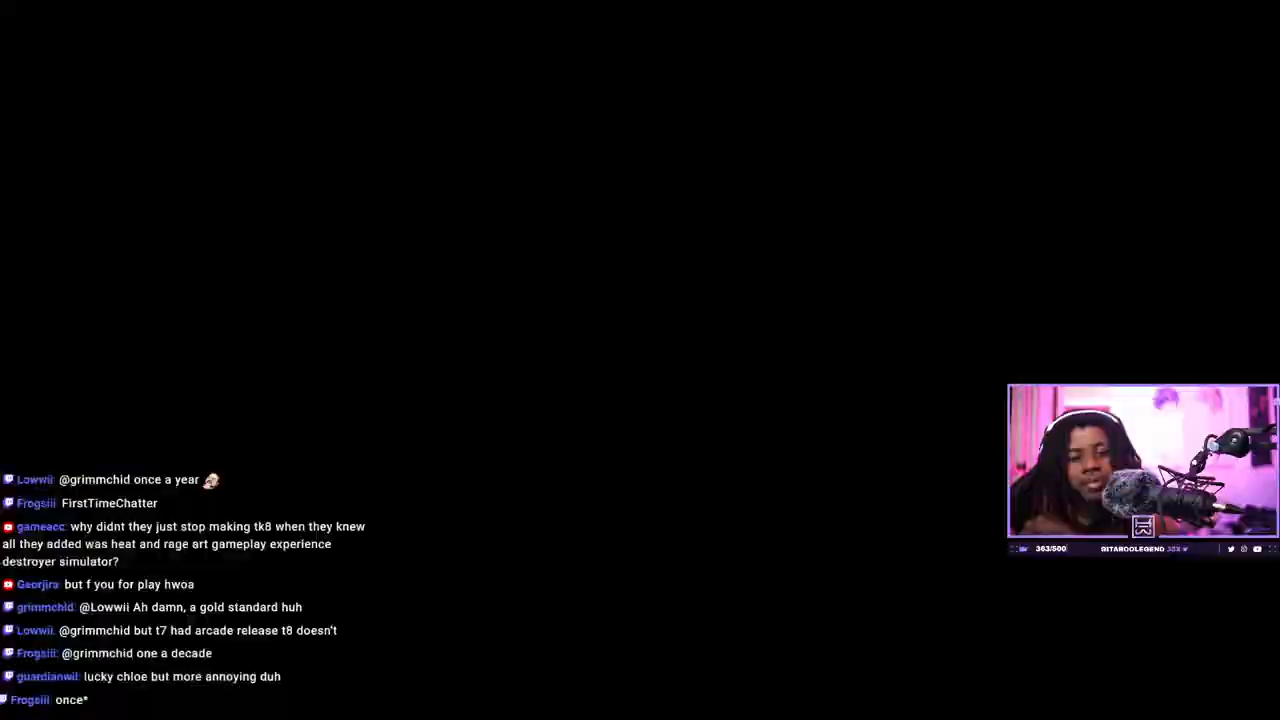 Lowwii: @grimmchid once a year
Frogsiii FirstTimeChatter
gameacc: why didnt they just stop making tk8 when they knew
all they added was heat and rage art gameplay experience
destroyer simulator?
Georjira but f you for play hwoa
grimmchid: @Lowwii Ah damn, a gold standard huh
Lowwii. @grimmchid but t7 had arcade release t8 doesn't
Frogsiii: @grimmchid one a decade
guardianwil: lucky chloe but more annoying duh
Frogsiii once*
363/500
GITAROOLEGEND